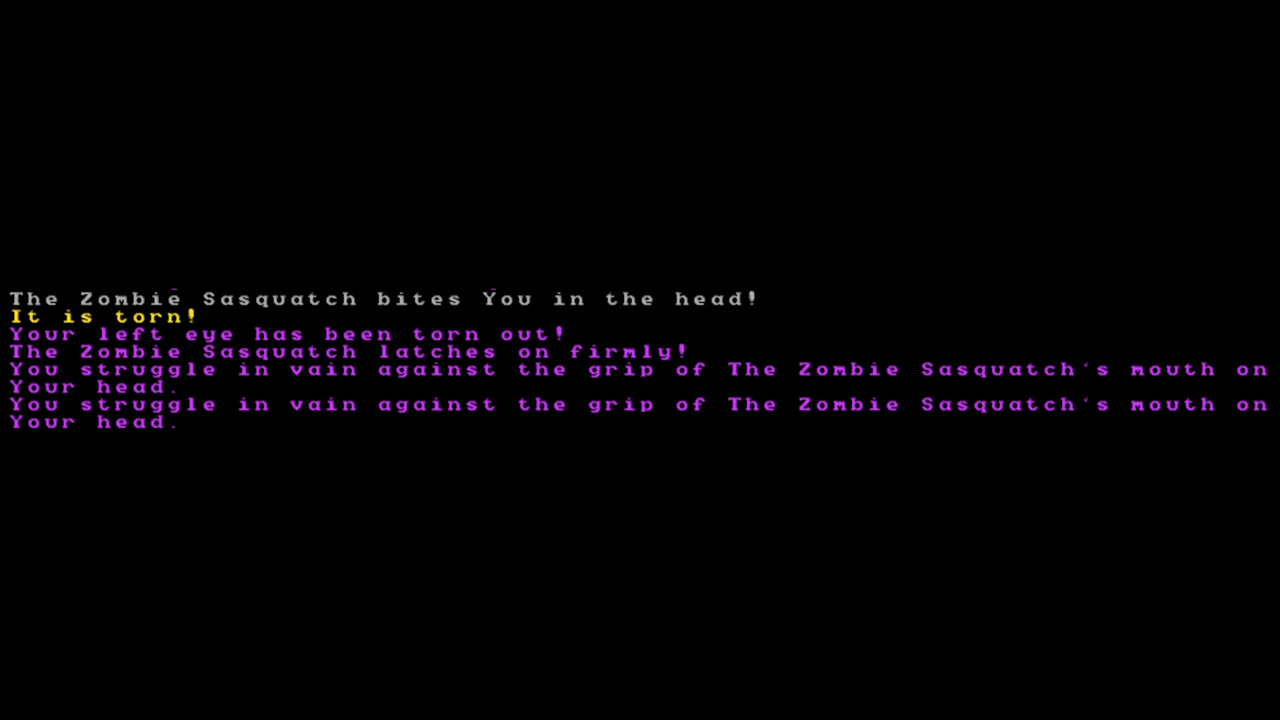 The Zombie Sasquatch bites You in the head!
It is torn!
Your left eye has been torn out!
The Zombie Sasquatch latches on firmly!
You struggle in vain against the grip of The Zombie Sasquatch's mouth on
Your head.
You struggle in vain against the grip of The Zombie Sasquatch's mouth on
Your head.